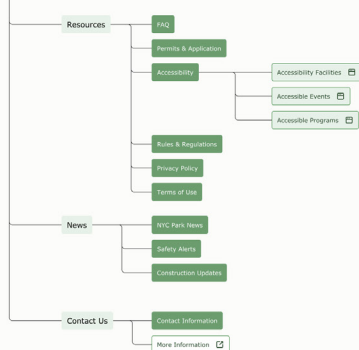 Resources
FAQ
Permits & Application
Accessibility
Accessibility Facilities
Accessible Events
Accessible Programs
Rules & Regulations
Privacy Policy
Terms of Use
News
NYC Park News
Safety Alerts
Construction Updates
Contact Us
Contact Information
More Information